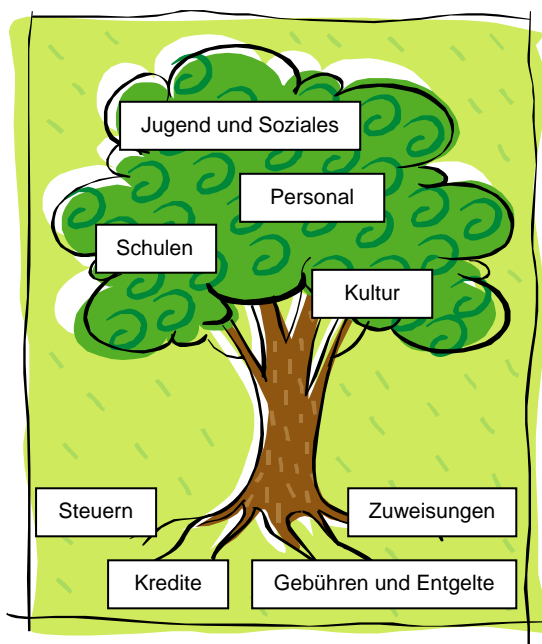 Jugend und Soziales
Personal
Schulen
Kultur
Steuern
Zuweisungen
Kredite
Gebühren und Entgelte